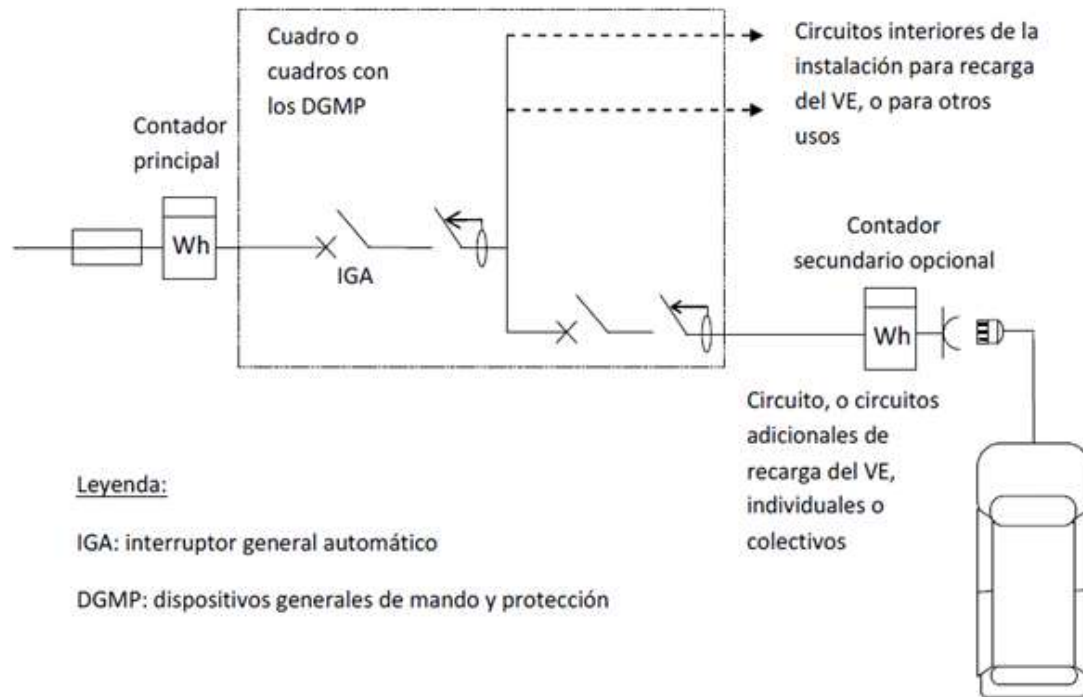 Cuadro o
cuadros con
los DGMP
Circuitos interiores de la
instalación para recarga
del VE, o para otros
usos
Contador
principal
Wh
IGA
Contador
secundario opcional
Wh
Circuito, o circuitos
adicionales de
recarga del VE,
individuales o
colectivos
Leyenda:
IGA: interruptor general automático
DGMP: dispositivos generales de mando y protección